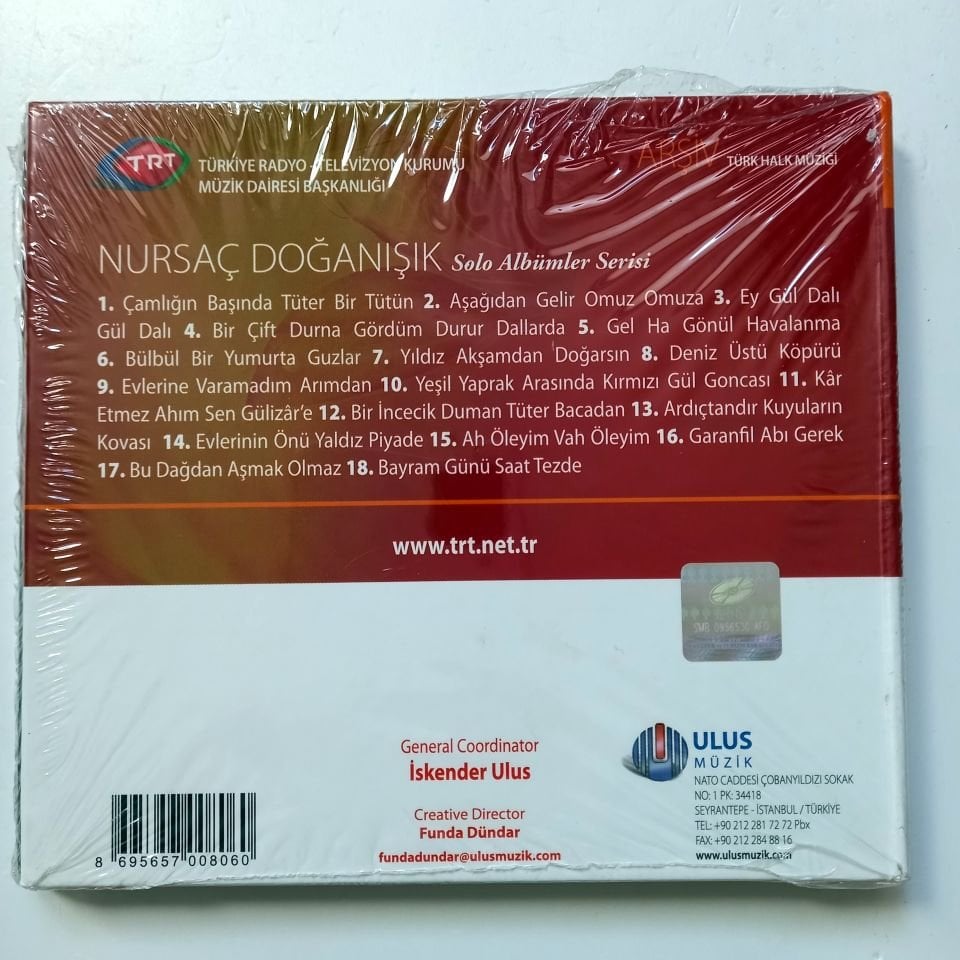 TRT
TÜRKİYE RADYO - TELEVİZYON KURUMU
MÜZİK DAİRESİ BAŞKANLIĞI
ARŞİV TÜRK HALK MÜZİĞİ
NURSAÇ DOĞANIŞIK Solo Albümler Serisi
1. Çamlığın Başında Tüter Bir Tütün 2. Aşağıdan Gelir Omuz Omuza 3. Ey Gül Dalı
Gül Dalı 4. Bir Çift Durna Gördüm Durur Dallarda 5. Gel Ha Gönül Havalanma
6. Bülbül Bir Yumurta Guzlar 7. Yıldız Akşamdan Doğarsın 8. Deniz Üstü Köpürü
9. Evlerine Varamadım Arımdan 10. Yeşil Yaprak Arasında Kırmızı Gül Goncası 11. Kâr
Etmez Ahım Sen Gülizâr'e 12. Bir İncecik Duman Tüter Bacadan 13. Ardıçtandır Kuyuların
Kovası 14. Evlerinin Önü Yaldız Piyade 15. Ah Öleyim Vah Öleyim 16. Garanfil Abı Gerek
17. Bu Dağdan Aşmak Olmaz 18. Bayram Günü Saat Tezde
www.trt.net.tr
General Coordinator
İskender Ulus
Creative Director
Funda Dündar
fundadundar@ulusmuzik.com
ULUS
MÜZİK
NATO CADDESİ ÇOBANYILDIZI SOKAK
NO: 1 PK: 34418
SEYRANTEPE - İSTANBUL / TÜRKİYE
TEL: +90 212 281 72 72 Pbx
FAX: +90 212 284 88 16
www.ulusmuzik.com
8 695657 008060